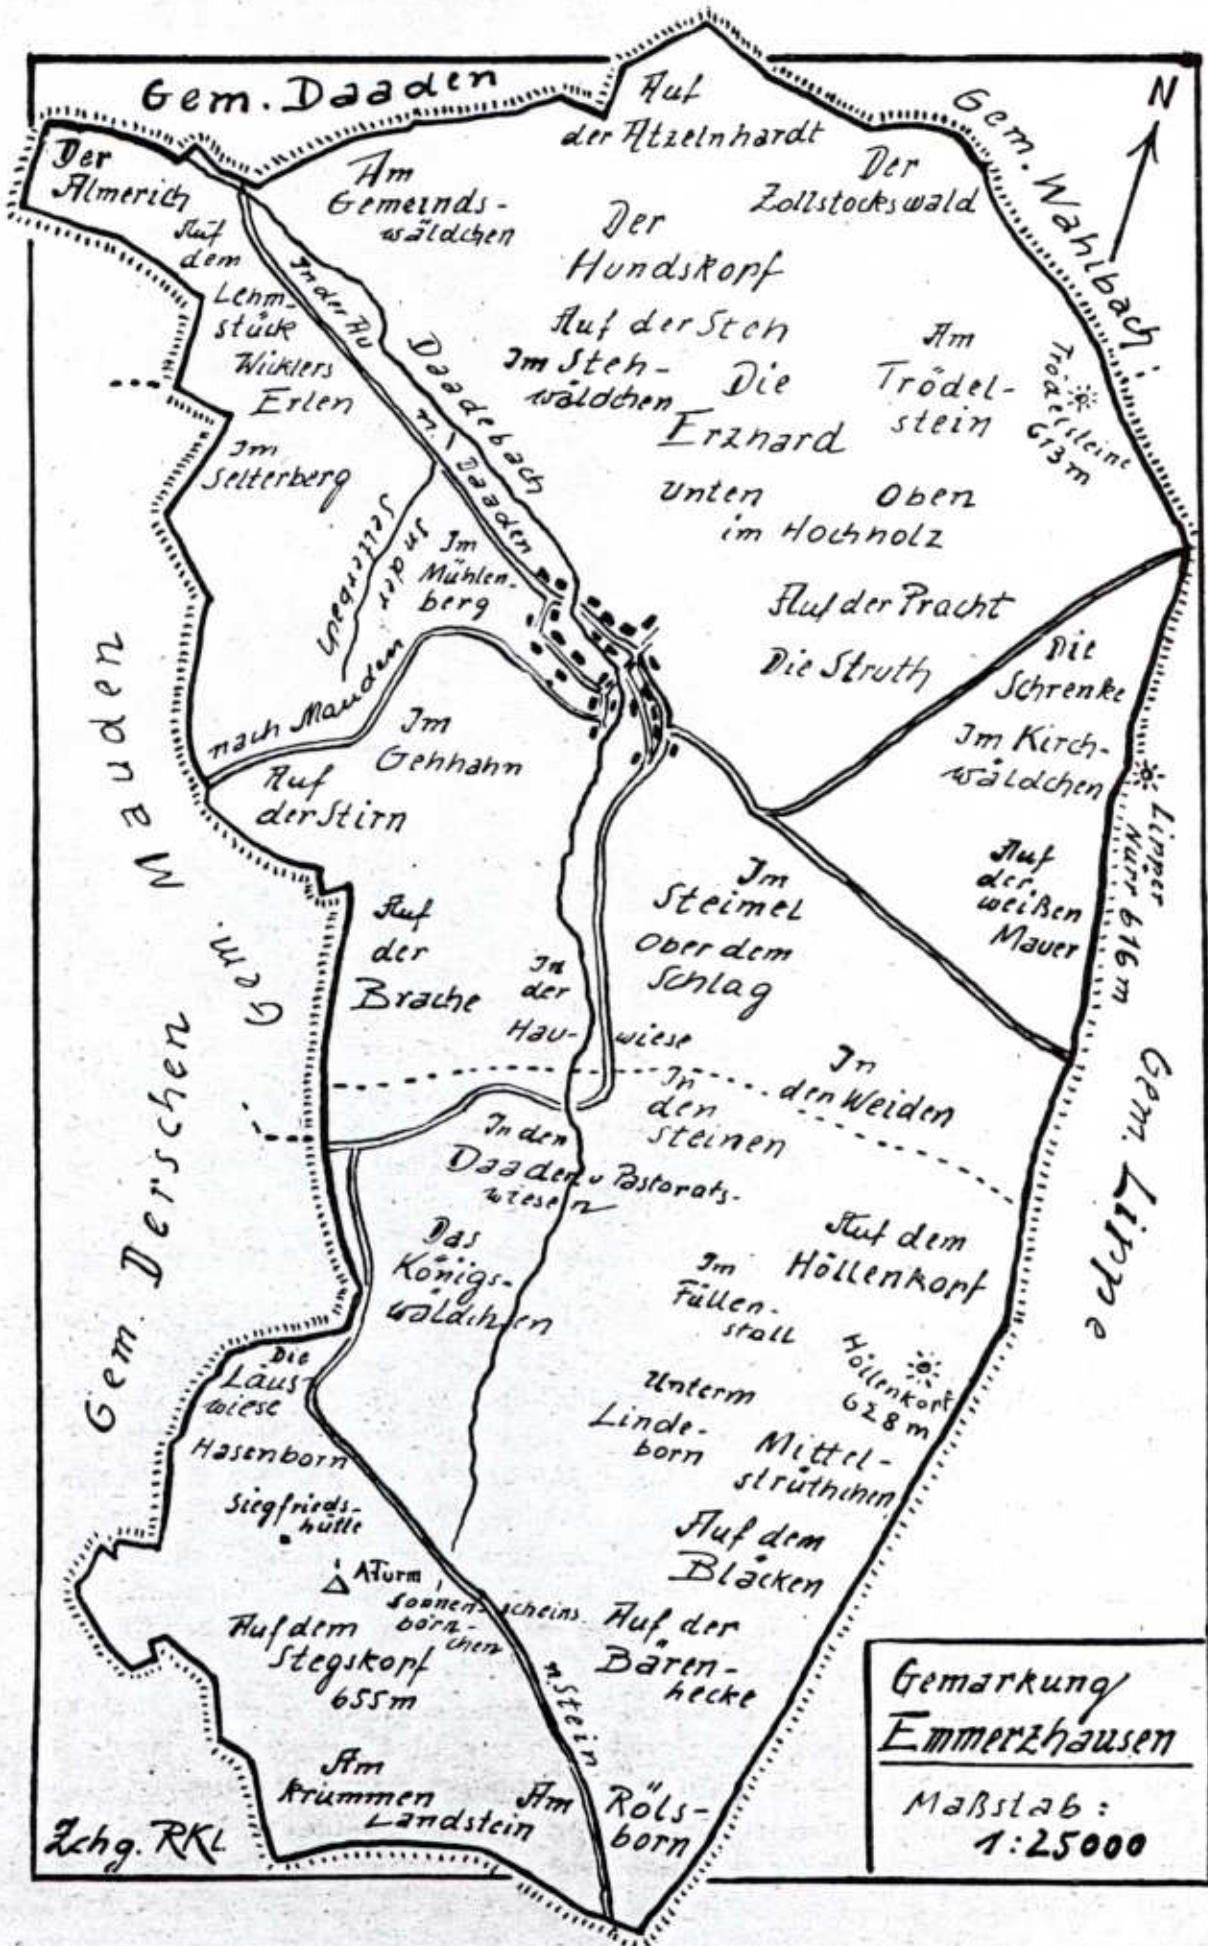 Gem. Daaden
N
Gem. Wahlbach
Auf
der Atzelnhardt
Der
Almerich
Am
Gemeinds-
wäldchen
Der
Zollstockswald
Auf
dem
Lehm-
stück
In der Au
Der
Hundskopf
Auf der Steh
Im Steh-
wäldchen
Die
Erzhard
Am
Trödel-
stein
Trödelsteine
613 m
Wicklers
Erlen
Daadebach
n. Daaden
Im
Selterberg
Unten
Oben
im Hochholz
In der
Selterbach
Im
Mühlen-
berg
Auf der Pracht
Die Struth
Die
Schrenke
Im Kirch-
wäldchen
nach Mauden
Im
Gehhahn
Auf
der Stirn
Gem. Mauden
Lipper
Nürr 616 m
Auf
der
weißen
Mauer
Im
Steimel
Ober dem
Schlag
Auf
der
Brache
In
der
Hau-
wiese
In
den Weiden
In
den
Steinen
Gem. Lippe
Gem. Derschen
In den
Daaden u Pastorats-
wiesen
Das
Königs-
wäldchen
Auf dem
Höllenkopf
Im
Füllen-
stall
Höllenkopf
628 m
Die
Läus-
wiese
Unterm
Linde-
born
Mittel-
strüthchen
Hasenborn
Siegfrieds-
hütte
A Turm
Sonnen-
scheins
börn-
chen
Auf dem
Bläcken
Auf dem
Stegskopf
655m
Auf der
Bären-
hecke
n. Stein
Am
krummen
Landstein
Am
Röls-
born
Gemarkung
Emmerzhausen
Maßstab:
1:25000
Zchg. RKL